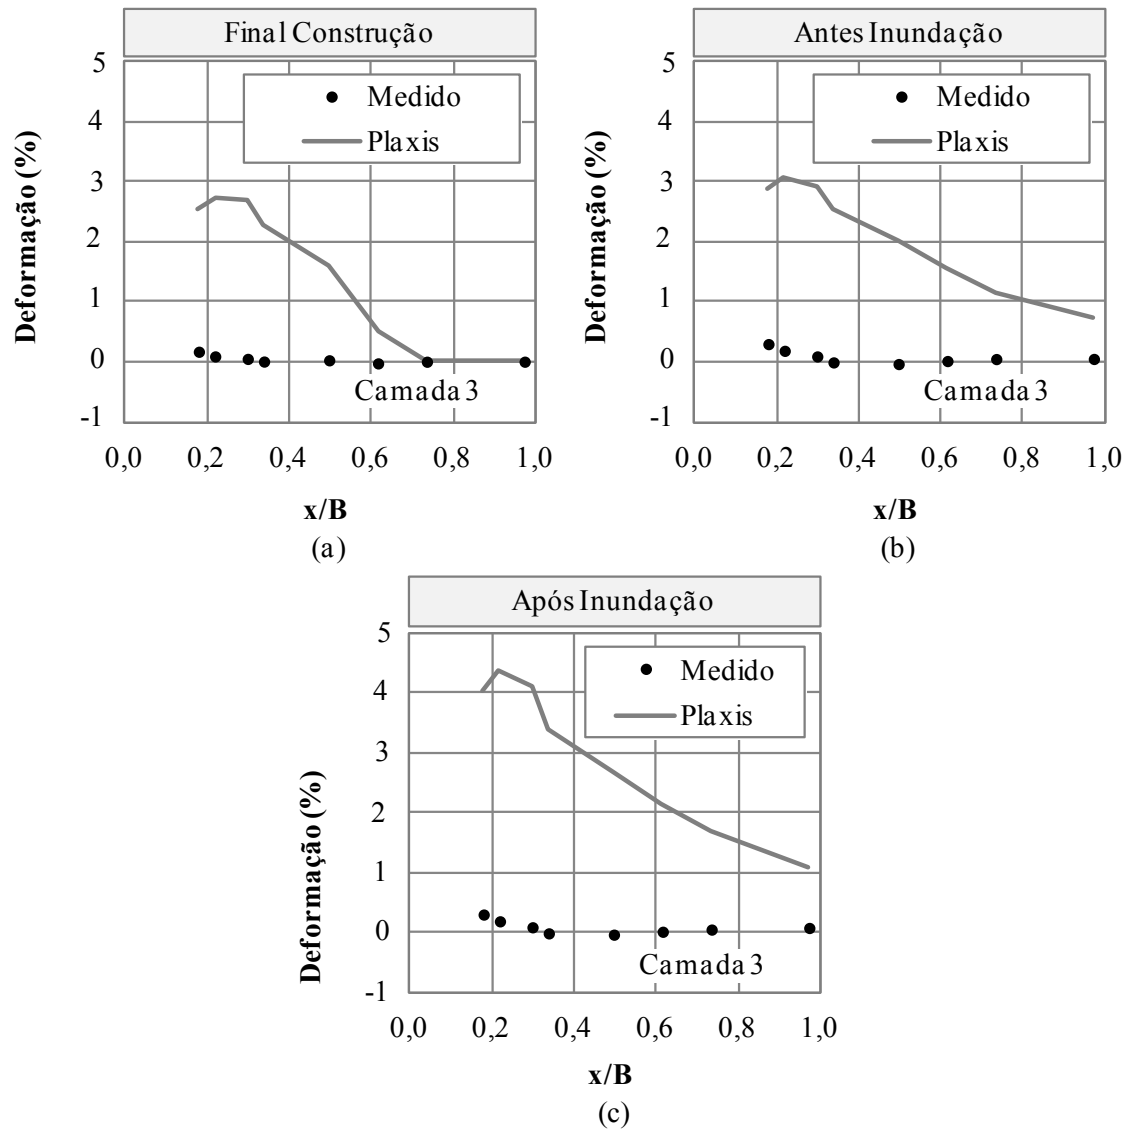 Final Construção
Medido
Plaxis
Deformação (%)
5
4
3
2
1
0
-1
Camada 3
0,0 0,2 0,4 0,6 0,8 1,0
x/B
(a)
Antes Inundação
Medido
Plaxis
Deformação (%)
5
4
3
2
1
0
-1
Camada 3
0,0 0,2 0,4 0,6 0,8 1,0
x/B
(b)
Após Inundação
Medido
Plaxis
Deformação (%)
5
4
3
2
1
0
-1
Camada 3
0,0 0,2 0,4 0,6 0,8 1,0
x/B
(c)